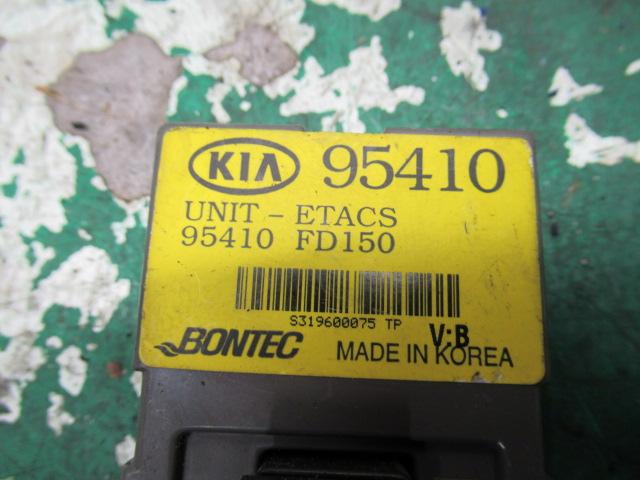 KIA 95410
UNIT - ETACS
95410 FD150
S319600075 TP
V:B
BONTEC MADE IN KOREA